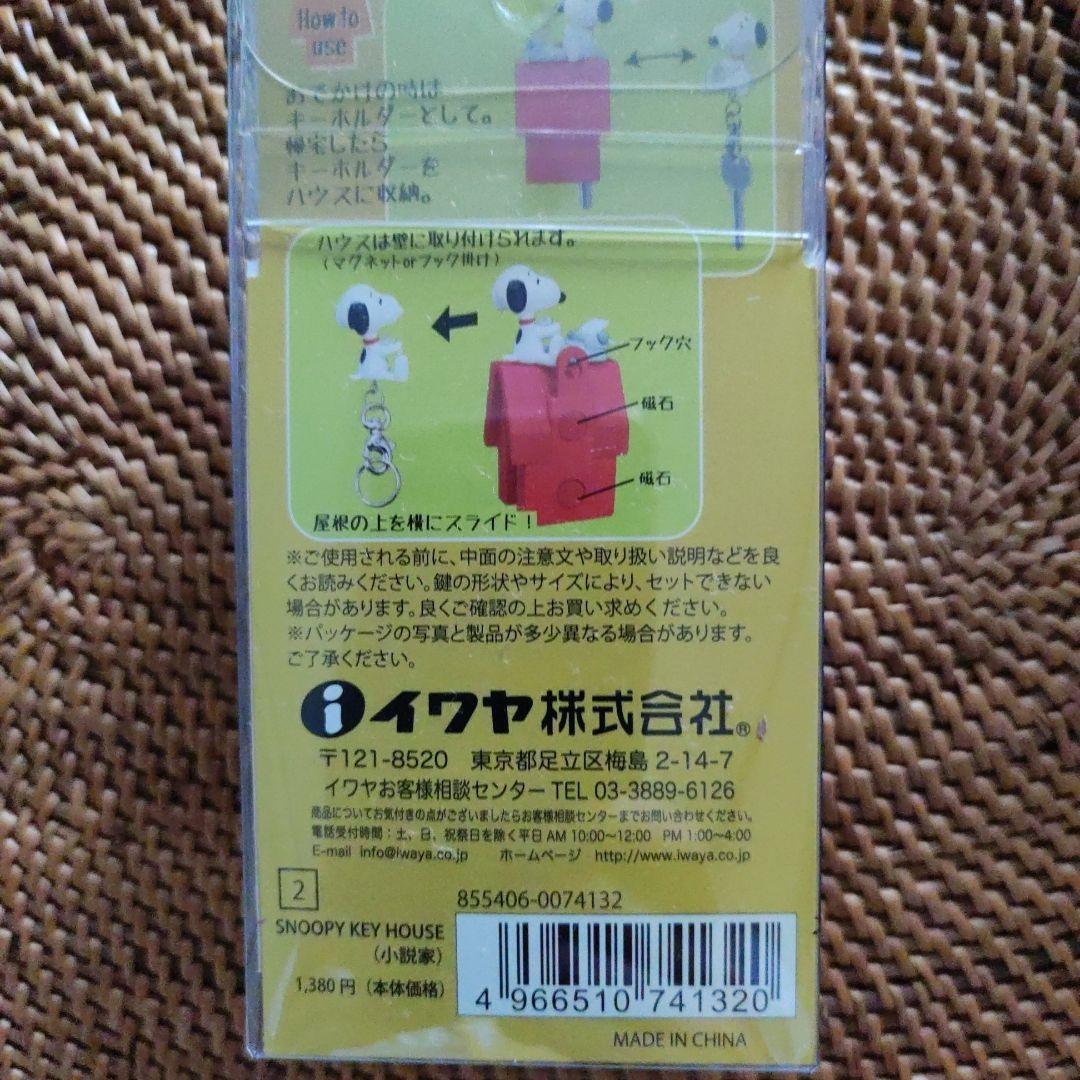 How to
use
おでかけの時は
キーホルダーとして。
帰宅したら
キーホルダーを
ハウスに収納。
ハウスは壁に取り付けられます。
(マグネットorフック掛け)
フック穴
磁石
磁石
屋根の上を横にスライド!
※ご使用される前に、中面の注意文や取り扱い説明などを良
くお読みください。鍵の形状やサイズにより、セットできない
場合があります。良くご確認の上お買い求めください。
※パッケージの写真と製品が多少異なる場合があります。
ご了承ください。
i イワヤ株式会社®
〒121-8520 東京都足立区梅島 2-14-7
イワヤお客様相談センター TEL 03-3889-6126
商品についてお気付きの点がございましたらお客様相談センターまでお問い合わせください。
電話受付時間:土、日、祝祭日を除く平日 AM 10:00~12:00 PM 1:00~4:00
E-mail info@iwaya.co.jp ホームページ http://www.iwaya.co.jp
2
855406-0074132
SNOOPY KEY HOUSE
(小説家)
1,380円(本体価格)
4 966510 741320
MADE IN CHINA